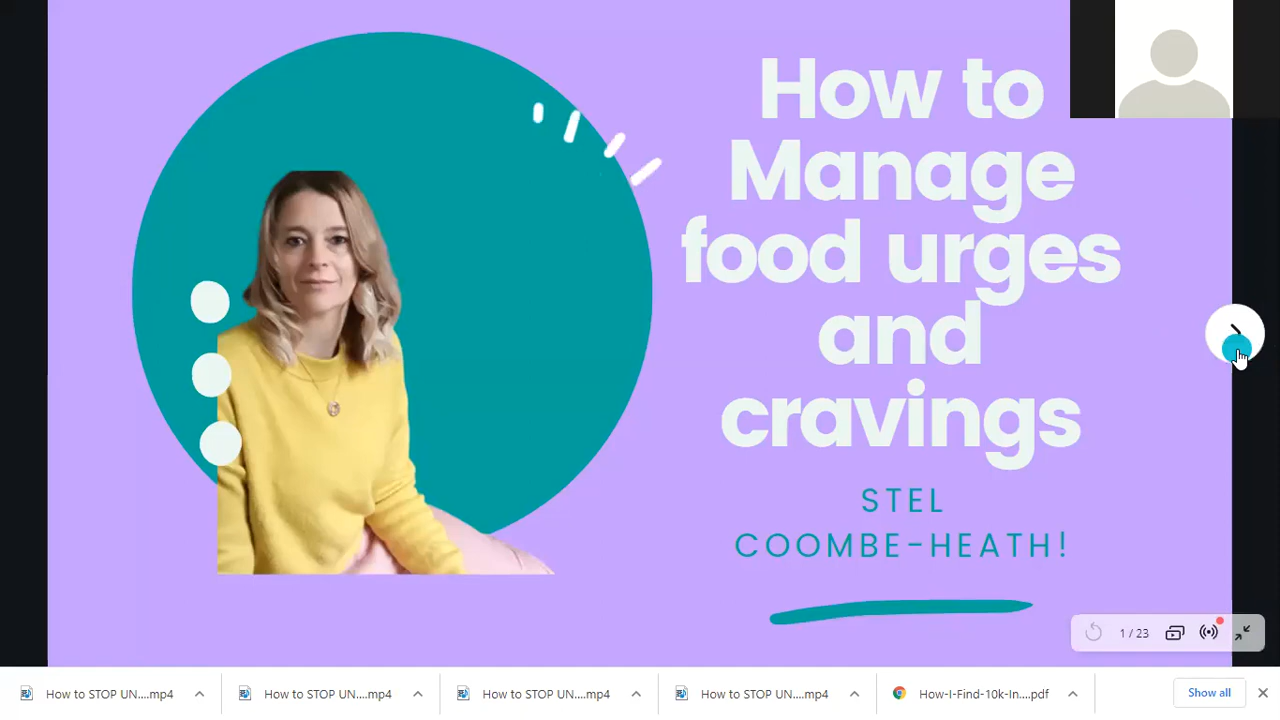 How to
Manage
food urges
and
cravings
STEL
COOMBE-HEATH!
1 / 23
How to STOP UN....mp4
How to STOP UN....mp4
How to STOP UN....mp4
How to STOP UN....mp4
How-I-Find-10k-In....pdf
Show all